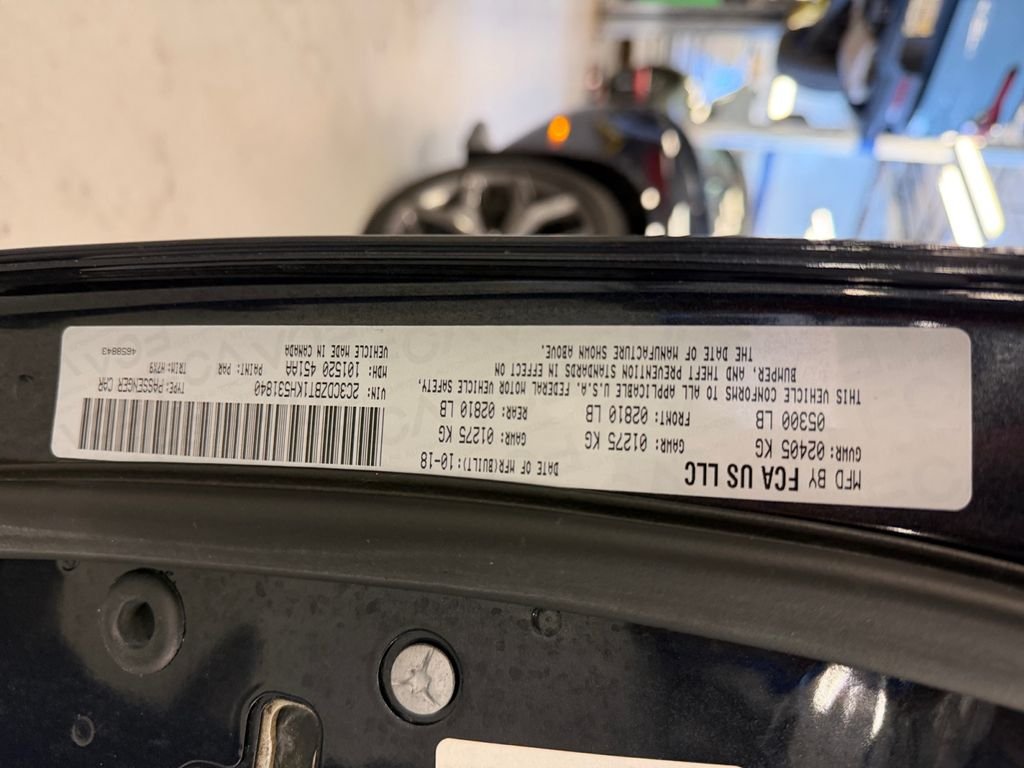 MFD BY FCA US LLC DATE OF MFR(BUILT):10-18
GVWR: 02405 KG GAWR: 01275 KG GAWR: 01275 KG
05300 LB FRONT: 02810 LB REAR: 02810 LB
THIS VEHICLE CONFORMS TO ALL APPLICABLE U.S.A. FEDERAL MOTOR VEHICLE SAFETY,
BUMPER, AND THEFT PREVENTION STANDARDS IN EFFECT ON
THE DATE OF MANUFACTURE SHOWN ABOVE.
VIN: 2C3CDZBT1KH531840 TYPE: PASSENGER CAR
MDH: 101520 451AA PAINT: PAR TRIM: H7X9
VEHICLE MADE IN CANADA 4658843